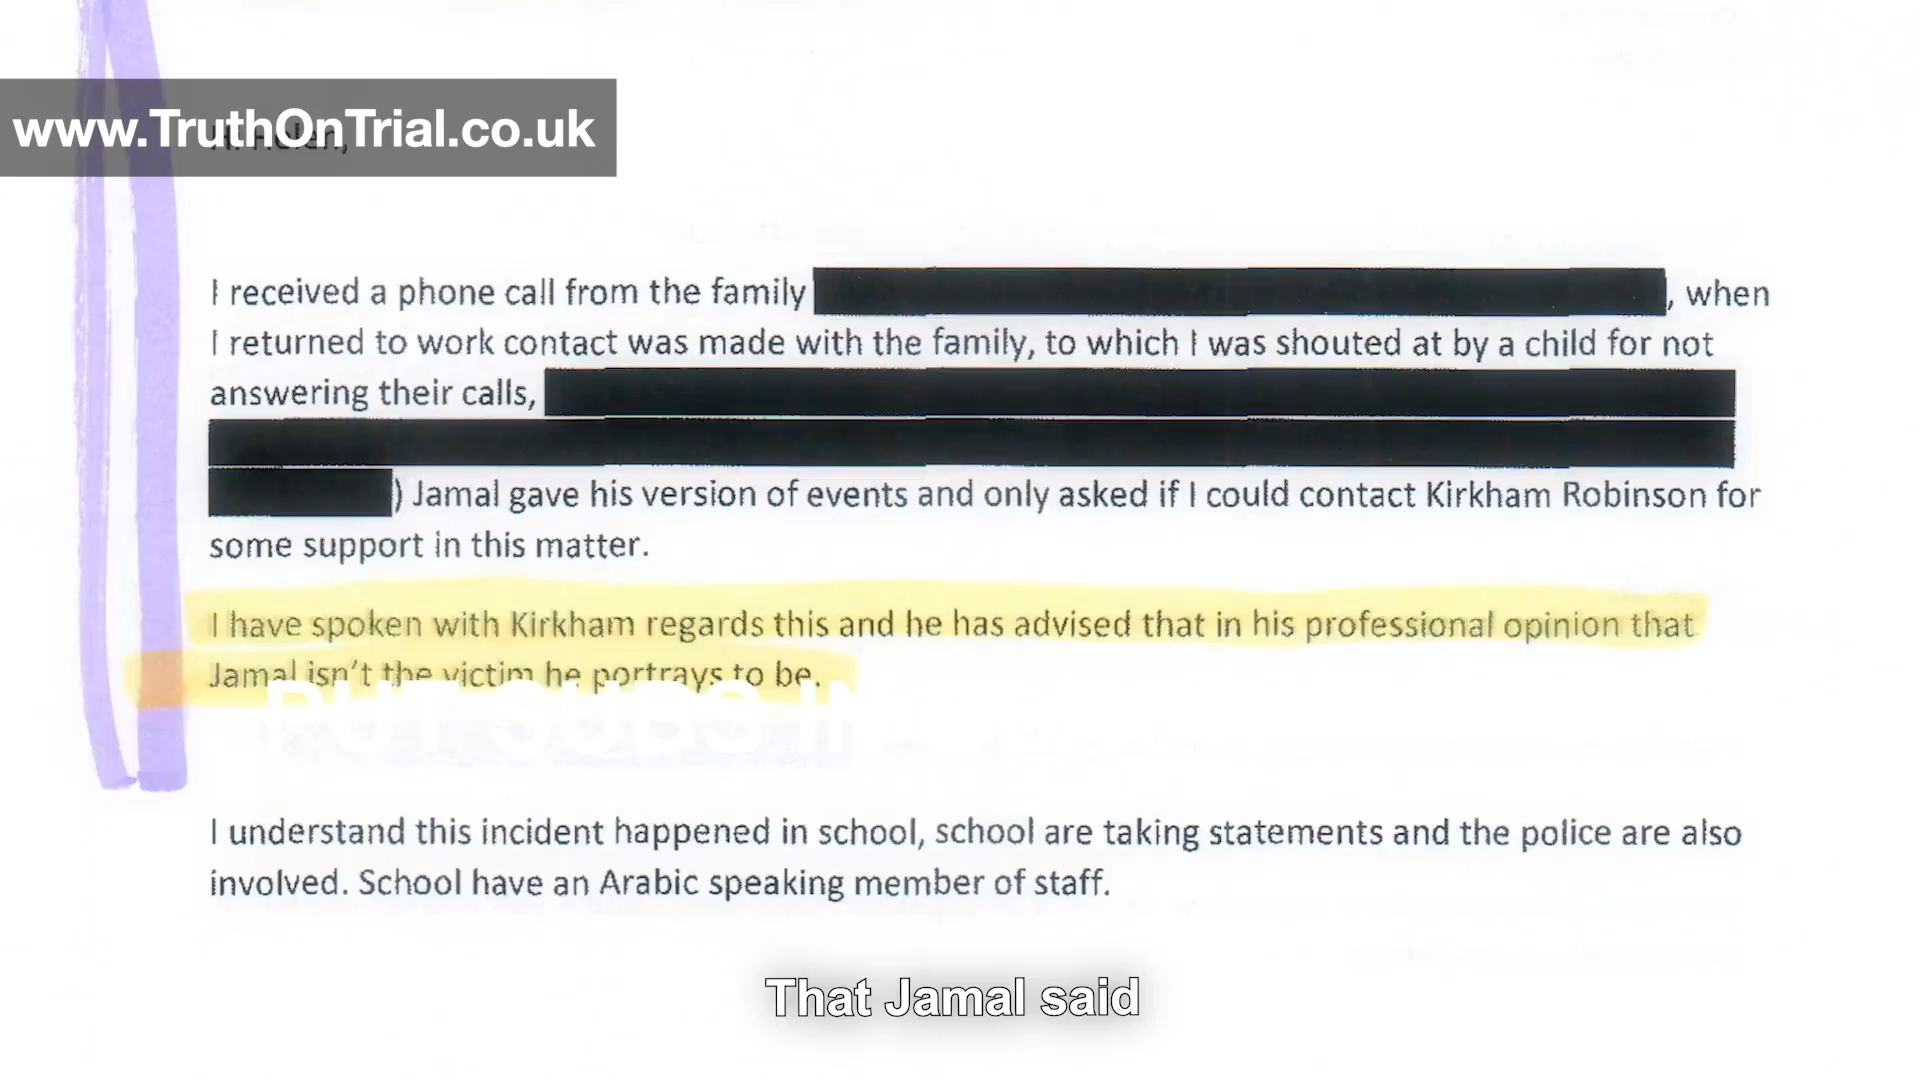 www.TruthOnTrial.co.uk
Hi Helen,
I received a phone call from the family , when
I returned to work contact was made with the family, to which I was shouted at by a child for not
answering their calls,
) Jamal gave his version of events and only asked if I could contact Kirkham Robinson for
some support in this matter.
I have spoken with Kirkham regards this and he has advised that in his professional opinion that
Jamal isn't the victim he portrays to be.
PUT SUBS IN
I understand this incident happened in school, school are taking statements and the police are also
involved. School have an Arabic speaking member of staff.
That Jamal said